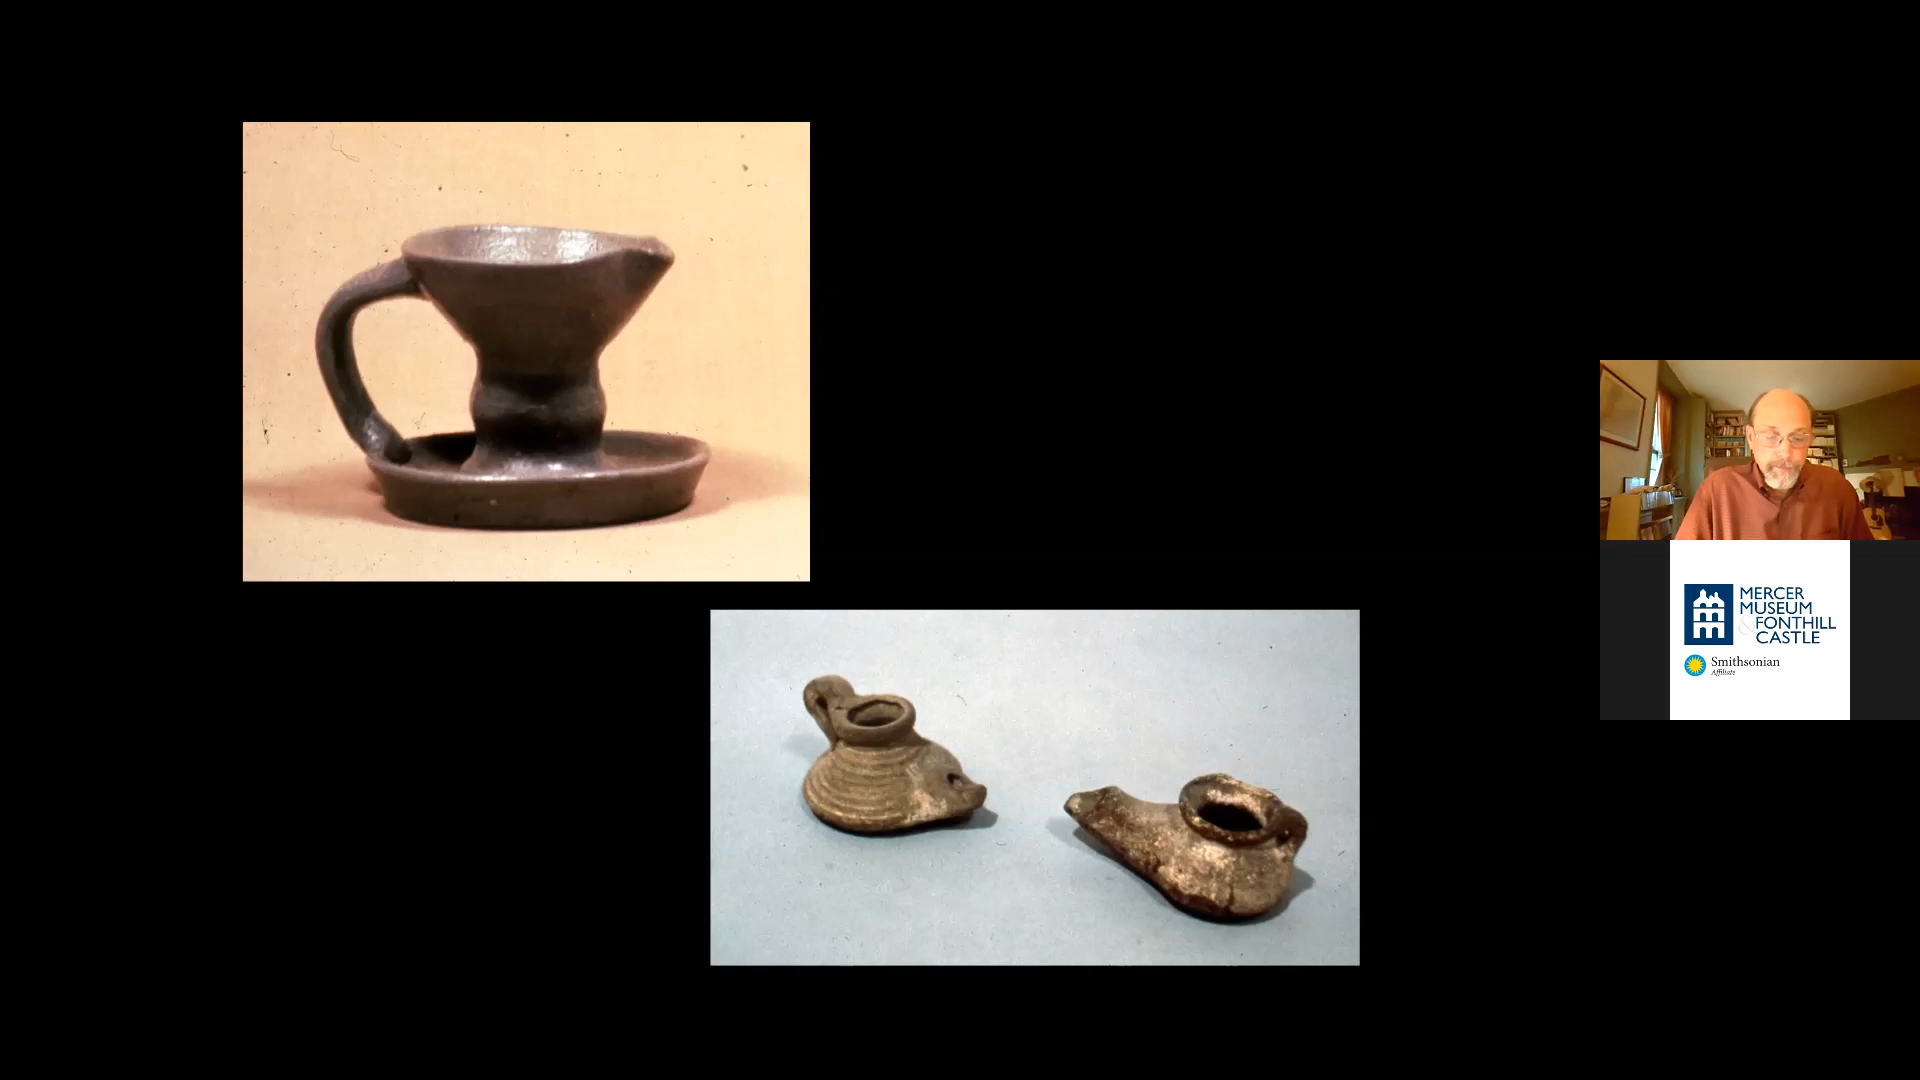 MERCER
MUSEUM
& FONTHILL
CASTLE
Smithsonian
Affiliate